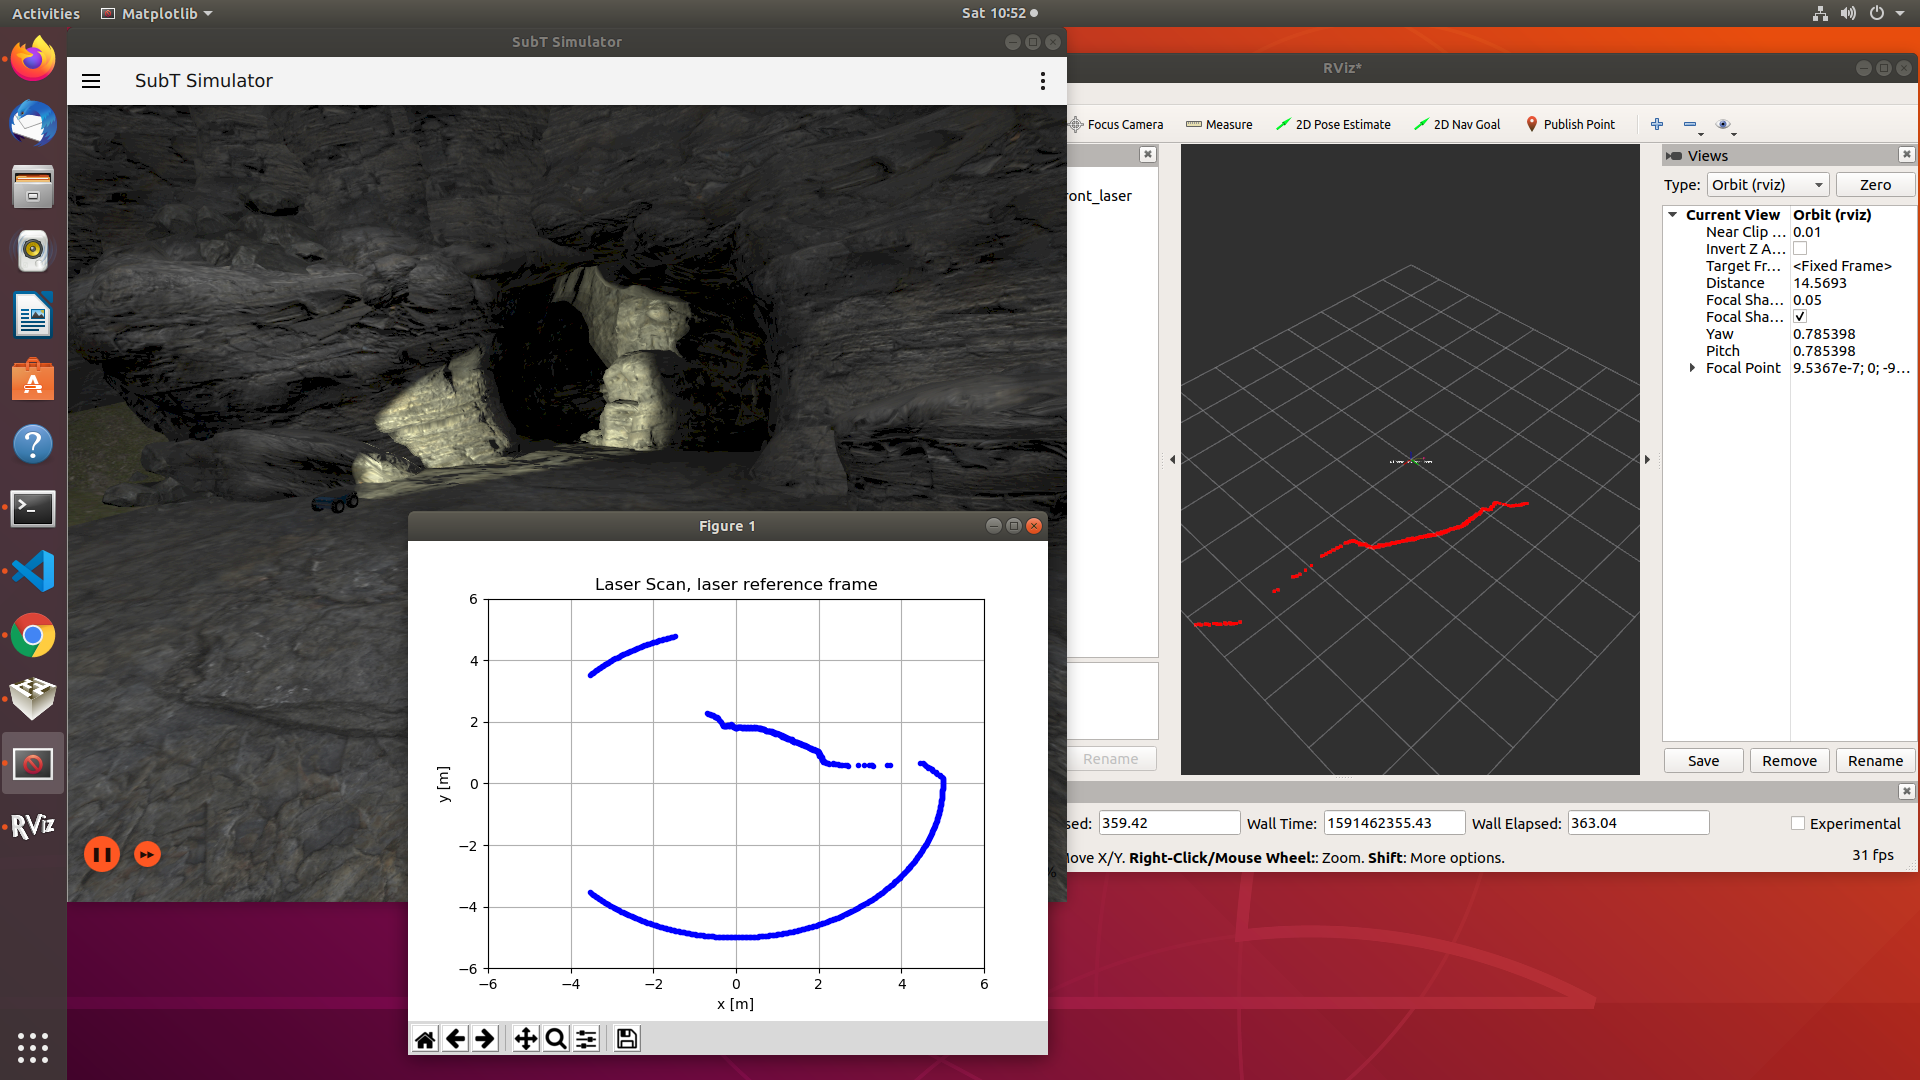 Activities
Matplotlib
Sat 10:52
SubT Simulator
SubT Simulator
RViz*
Focus Camera
Measure
2D Pose Estimate
2D Nav Goal
Publish Point
ront_laser
Views
Type:
Orbit (rviz)
Zero
Current View
Orbit (rviz)
Near Clip ...
0.01
Invert Z A...
Target Fr...
<Fixed Frame>
Distance
14.5693
Focal Sha...
0.05
Focal Sha...
Yaw
0.785398
Pitch
0.785398
Focal Point
9.5367e-7; 0; -9...
Rename
Save
Remove
Rename
sed:
359.42
Wall Time:
1591462355.43
Wall Elapsed:
363.04
Experimental
Move X/Y. Right-Click/Mouse Wheel:: Zoom. Shift: More options.
31 fps
RViz
%
Figure 1
Laser Scan, laser reference frame
6
4
2
0
−2
−4
−6
y [m]
−6
−4
−2
0
2
4
6
x [m]